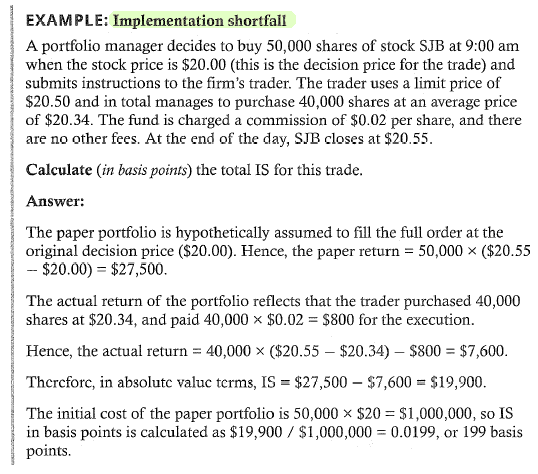 EXAMPLE: Implementation shortfall
A portfolio manager decides to buy 50,000 shares of stock SJB at 9:00 am
when the stock price is $20.00 (this is the decision price for the trade) and
submits instructions to the firm's trader. The trader uses a limit price of
$20.50 and in total manages to purchase 40,000 shares at an average price
of $20.34. The fund is charged a commission of $0.02 per share, and there
are no other fees. At the end of the day, SJB closes at $20.55.
Calculate (in basis points) the total IS for this trade.
Answer:
The paper portfolio is hypothetically assumed to fill the full order at the
original decision price ($20.00). Hence, the paper return = 50,000 × ($20.55
– $20.00) = $27,500.
The actual return of the portfolio reflects that the trader purchased 40,000
shares at $20.34, and paid 40,000 × $0.02 = $800 for the execution.
Hence, the actual return = 40,000 × ($20.55 – $20.34) – $800 = $7,600.
Therefore, in absolute value terms, IS = $27,500 – $7,600 = $19,900.
The initial cost of the paper portfolio is 50,000 × $20 = $1,000,000, so IS
in basis points is calculated as $19,900 / $1,000,000 = 0.0199, or 199 basis
points.